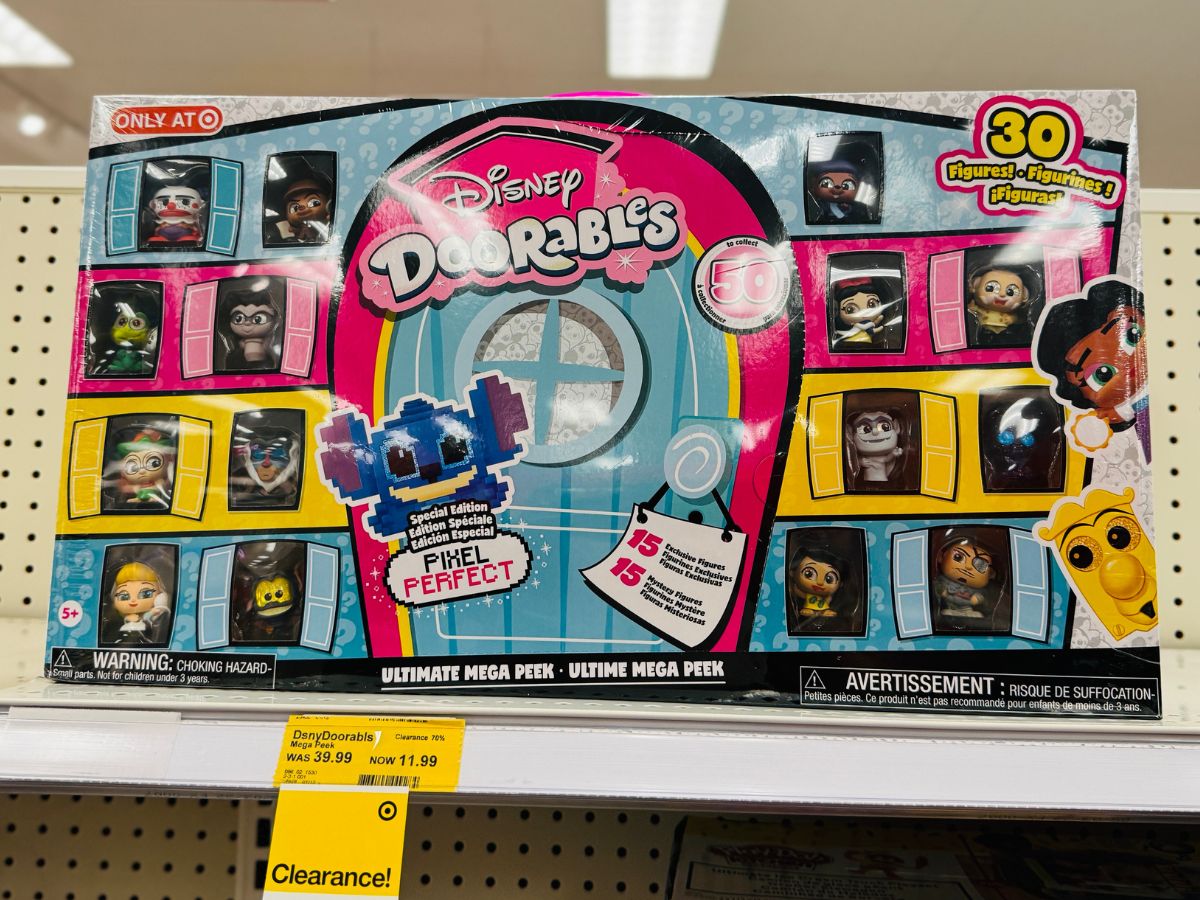 ONLY AT
DISNEY
DOORABLES
30
Figures! · Figurines !
¡Figuras!
to collect
50
à collectionner
Special Edition
Edition Spéciale
Edición Especial
PIXEL
PERFECT
15 Exclusive Figures
Figurines Exclusives
Figuras Exclusivas
15 Mystery Figures
Figurines Mystère
Figuras Misteriosas
5+
WARNING: CHOKING HAZARD-
Small parts. Not for children under 3 years.
ULTIMATE MEGA PEEK · ULTIME MEGA PEEK
AVERTISSEMENT : RISQUE DE SUFFOCATION-
Petites pièces. Ce produit n'est pas recommandé pour enfants de moins de 3 ans.
DsnyDoorabls Clearance 70%
Mega Peek
WAS 39.99 NOW 11.99
Clearance!